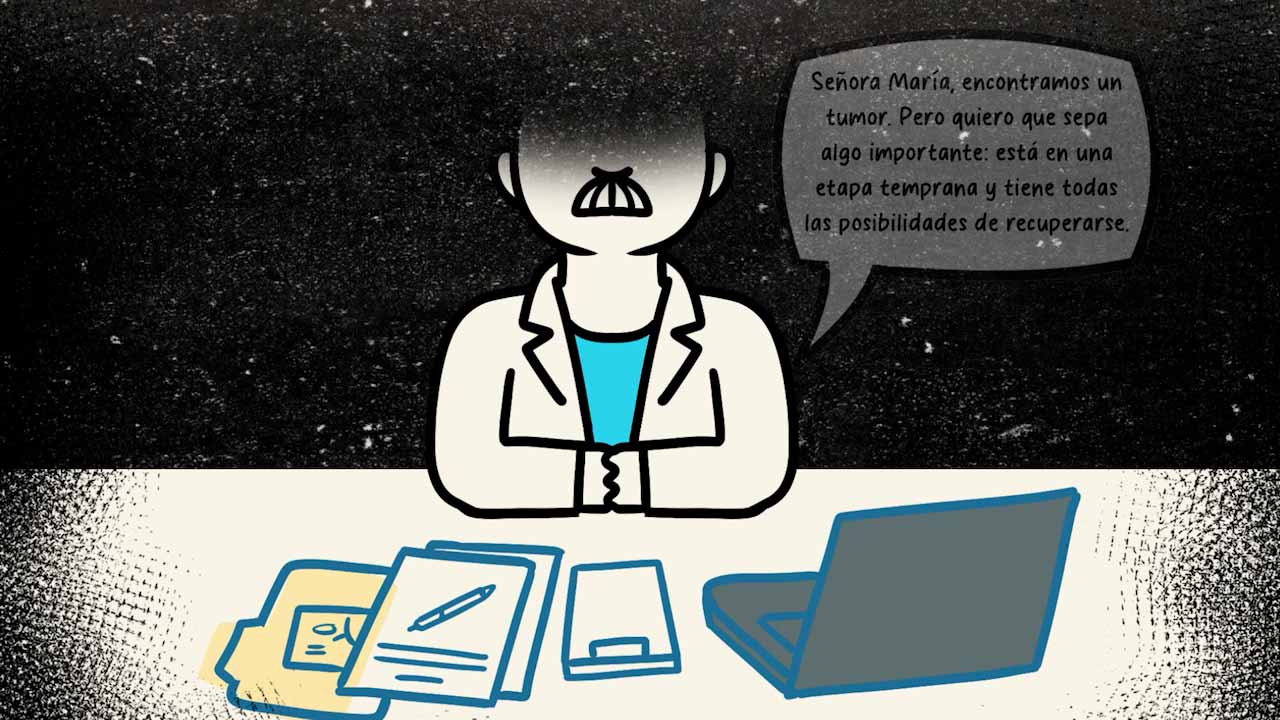 Señora María, encontramos un
tumor. Pero quiero que sepa
algo importante: está en una
etapa temprana y tiene todas
las posibilidades de recuperarse.